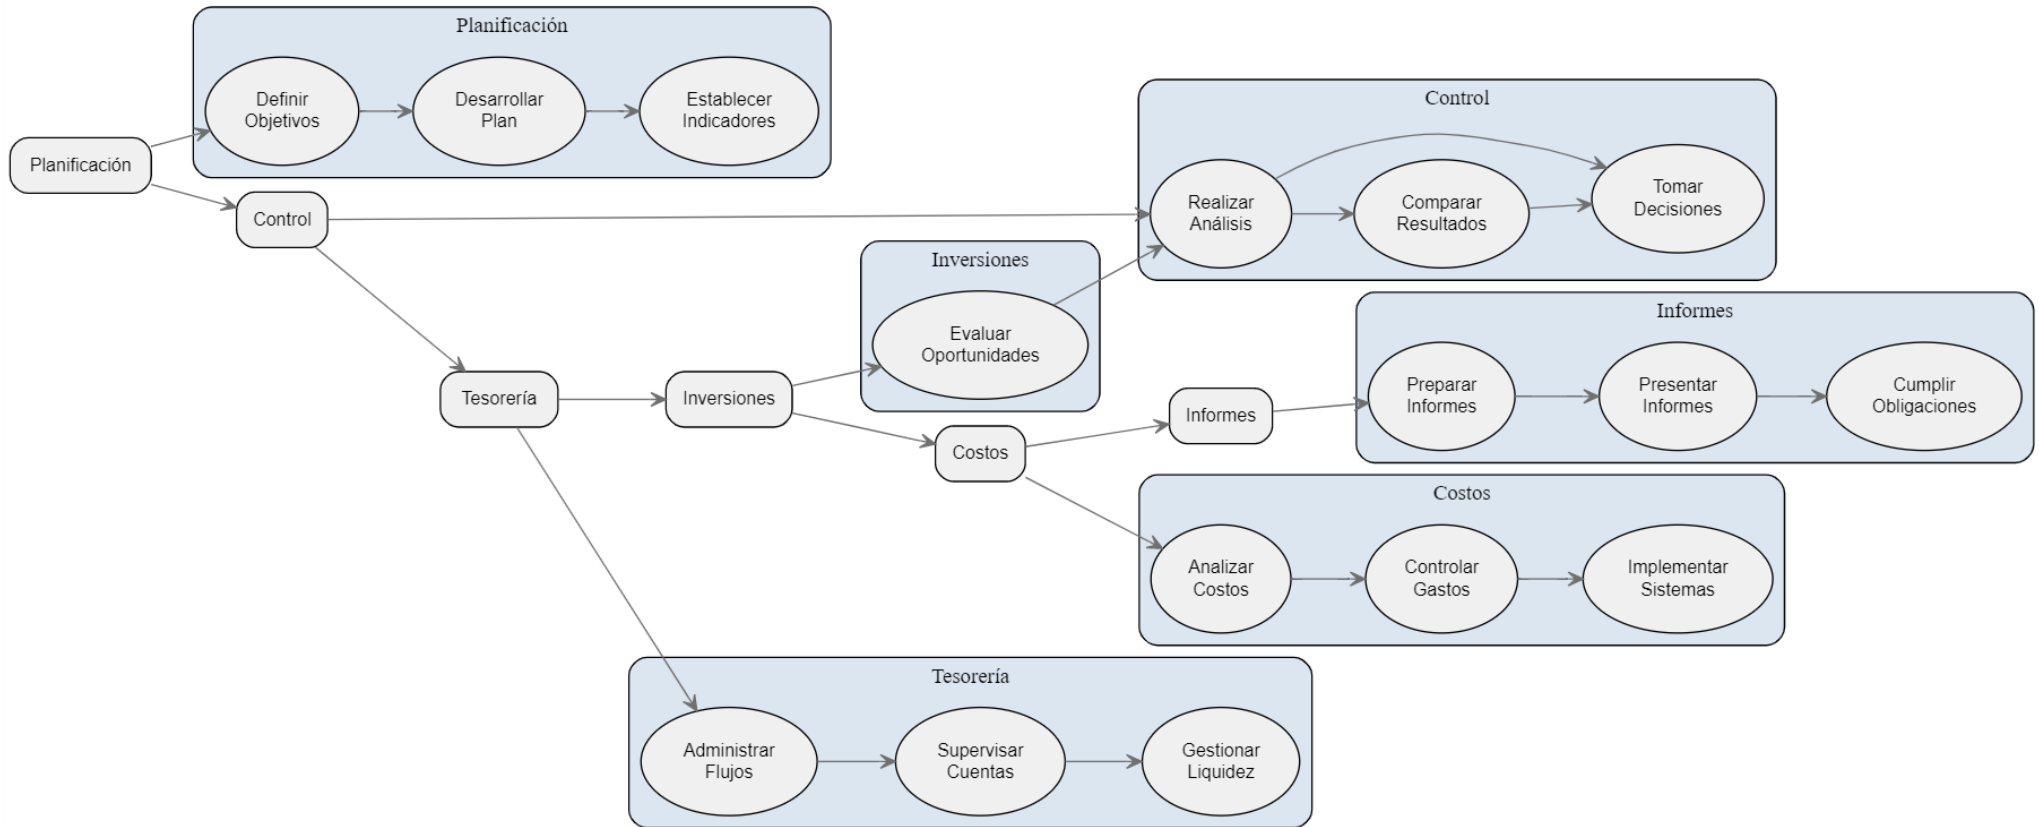 Planificación
Definir
Objetivos
Desarrollar
Plan
Establecer
Indicadores
Planificación
Control
Control
Realizar
Análisis
Comparar
Resultados
Tomar
Decisiones
Inversiones
Evaluar
Oportunidades
Informes
Preparar
Informes
Presentar
Informes
Cumplir
Obligaciones
Tesorería
Inversiones
Informes
Costos
Costos
Analizar
Costos
Controlar
Gastos
Implementar
Sistemas
Tesorería
Administrar
Flujos
Supervisar
Cuentas
Gestionar
Liquidez